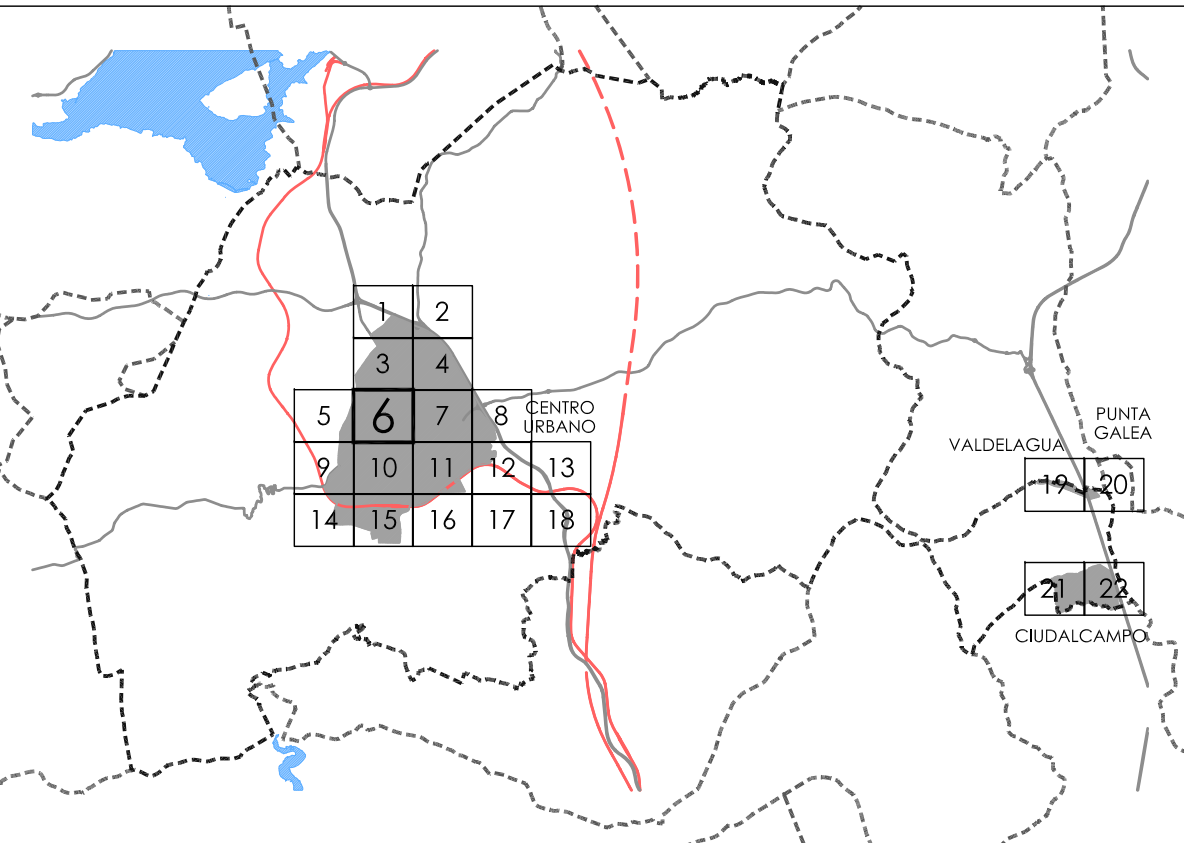 1 2
3 4
5 6 7 8
CENTRO
URBANO
9 10 11 12 13
14 15 16 17 18
PUNTA
GALEA
VALDELAGUA
19 20
21 22
CIUDALCAMPO